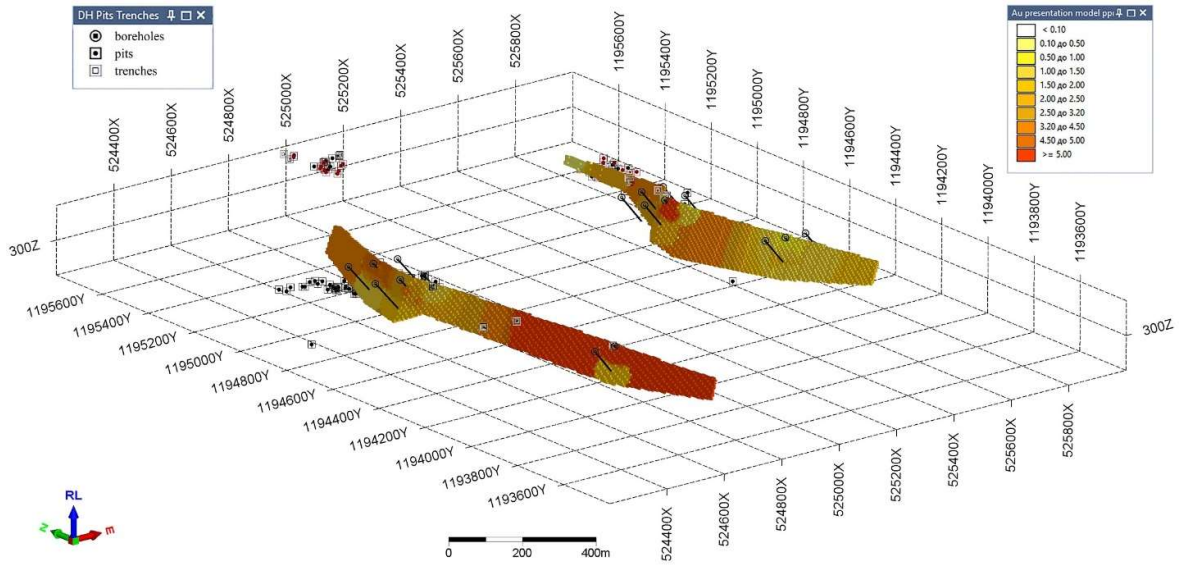 DH Pits Trenches
boreholes
pits
trenches
Au presentation model ppm
< 0.10
0.10 до 0.50
0.50 до 1.00
1.00 до 1.50
1.50 до 2.00
2.00 до 2.50
2.50 до 3.20
3.20 до 4.50
4.50 до 5.00
>= 5.00
524400X
524600X
524800X
525000X
525200X
525400X
525600X
525800X
1195600Y
1195400Y
1195200Y
1195000Y
1194800Y
1194600Y
1194400Y
1194200Y
1194000Y
1193800Y
1193600Y
300Z
300Z
1195600Y
1195400Y
1195200Y
1195000Y
1194800Y
1194600Y
1194400Y
1194200Y
1194000Y
1193800Y
1193600Y
524400X
524600X
524800X
525000X
525200X
525400X
525600X
525800X
RL
N
E
0 200 400m